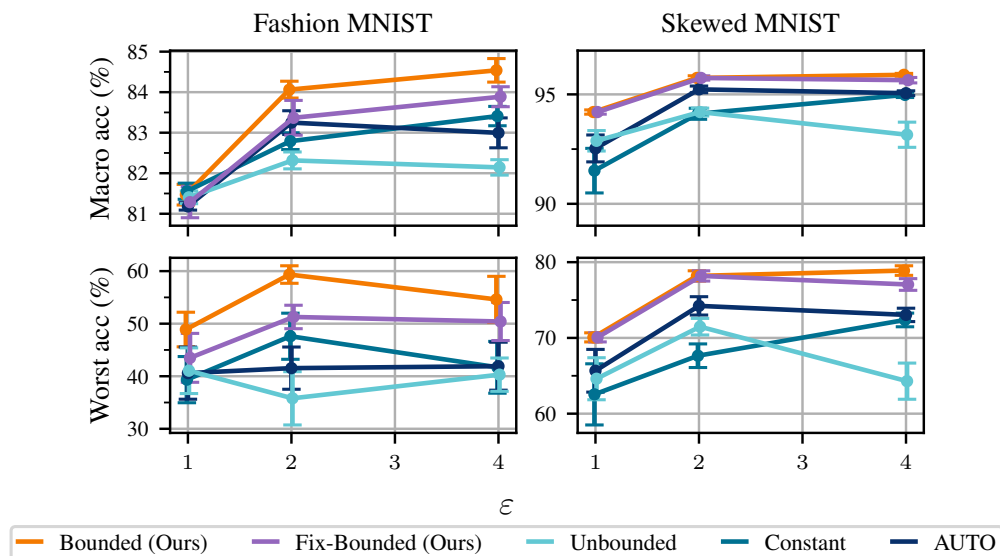 Fashion MNIST
Skewed MNIST
Macro acc (%)
85
84
83
82
81
95
90
Worst acc (%)
60
50
40
30
80
70
60
1 2 3 4
1 2 3 4
ε
Bounded (Ours) Fix-Bounded (Ours) Unbounded Constant AUTO